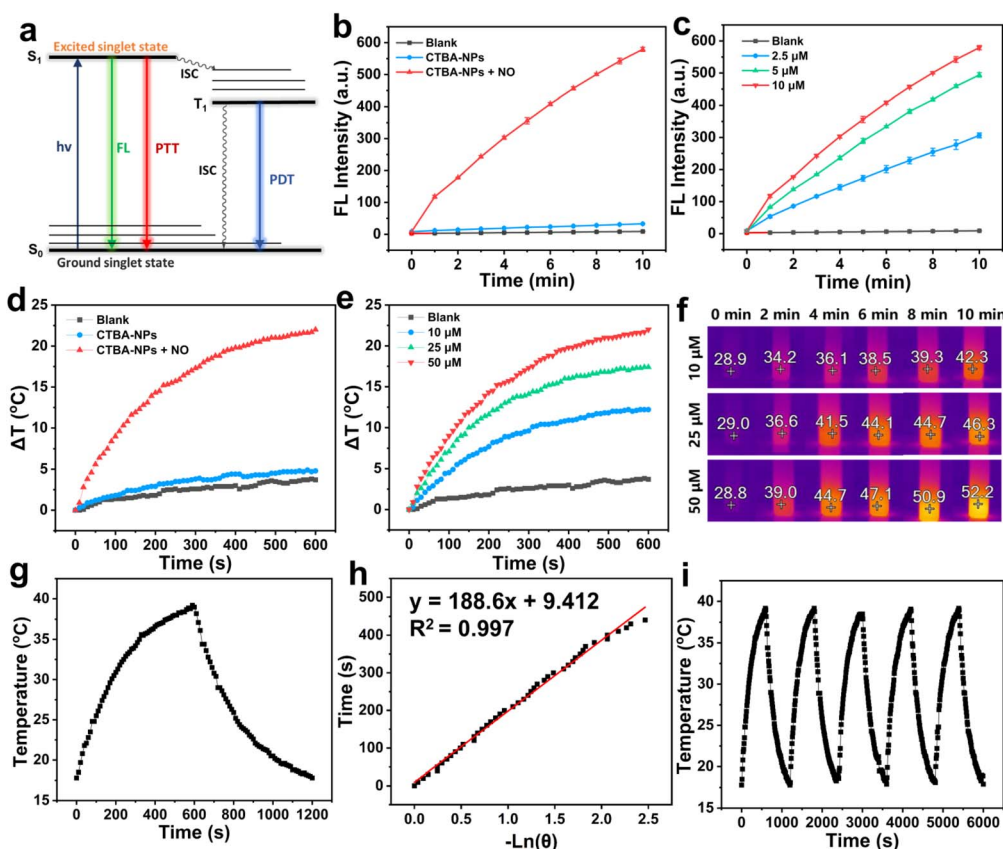 a
Excited singlet state
S1
ISC
T1
hν
FL
PTT
ISC
PDT
S0
Ground singlet state
b
FL Intensity (a.u.)
600
500
400
300
200
100
0
Blank
CTBA-NPs
CTBA-NPs + NO
0 2 4 6 8 10
Time (min)
c
FL Intensity (a.u.)
600
500
400
300
200
100
0
Blank
2.5 μM
5 μM
10 μM
0 2 4 6 8 10
Time (min)
d
ΔT (°C)
25
20
15
10
5
0
Blank
CTBA-NPs
CTBA-NPs + NO
0 100 200 300 400 500 600
Time (s)
e
ΔT (°C)
25
20
15
10
5
0
Blank
10 μM
25 μM
50 μM
0 100 200 300 400 500 600
Time (s)
f
0 min 2 min 4 min 6 min 8 min 10 min
10 μM
28.9 34.2 36.1 38.5 39.3 42.3
25 μM
29.0 36.6 41.5 44.1 44.7 46.3
50 μM
28.8 39.0 44.7 47.1 50.9 52.2
g
Temperature (°C)
40
35
30
25
20
15
0 200 400 600 800 1000 1200
Time (s)
h
y = 188.6x + 9.412
R² = 0.997
Time (s)
500
400
300
200
100
0
0.0 0.5 1.0 1.5 2.0 2.5
-Ln(θ)
i
Temperature (°C)
40
35
30
25
20
15
0 1000 2000 3000 4000 5000 6000
Time (s)